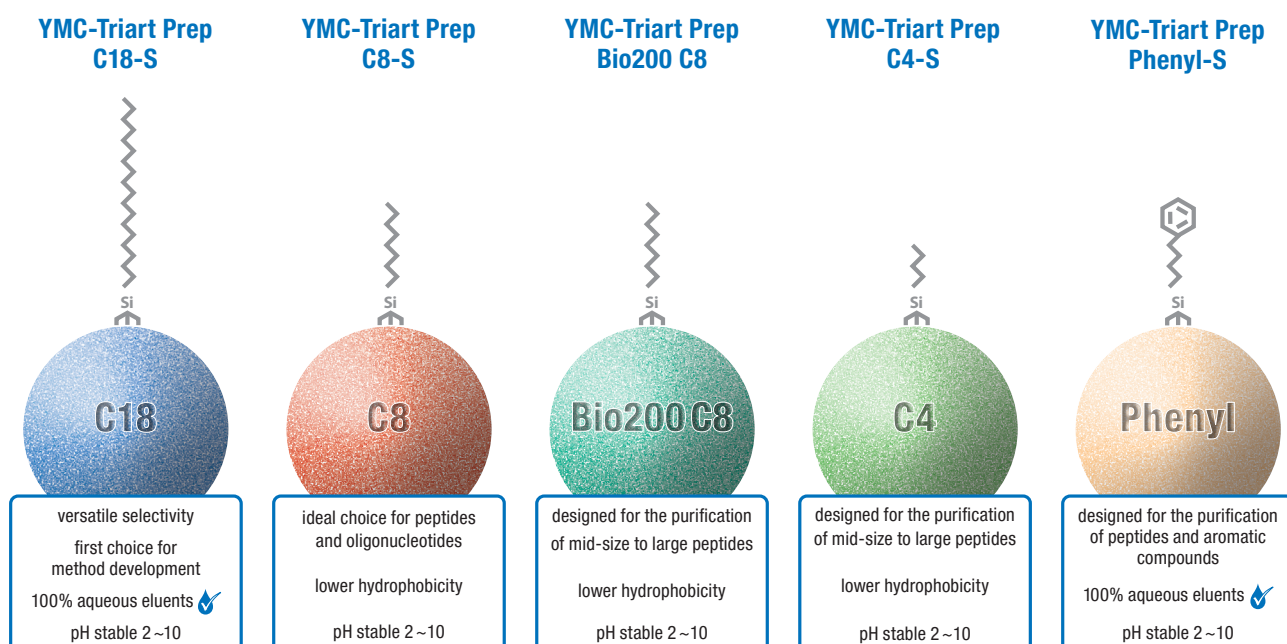 YMC-Triart Prep
C18-S
Si
C18
versatile selectivity
first choice for
method development
100% aqueous eluents
pH stable 2~10
YMC-Triart Prep
C8-S
Si
C8
ideal choice for peptides
and oligonucleotides
lower hydrophobicity
pH stable 2~10
YMC-Triart Prep
Bio200 C8
Si
Bio200C8
designed for the purification
of mid-size to large peptides
lower hydrophobicity
pH stable 2~10
YMC-Triart Prep
C4-S
Si
C4
designed for the purification
of mid-size to large peptides
lower hydrophobicity
pH stable 2~10
YMC-Triart Prep
Phenyl-S
Si
Phenyl
designed for the purification
of peptides and aromatic
compounds
100% aqueous eluents
pH stable 2~10